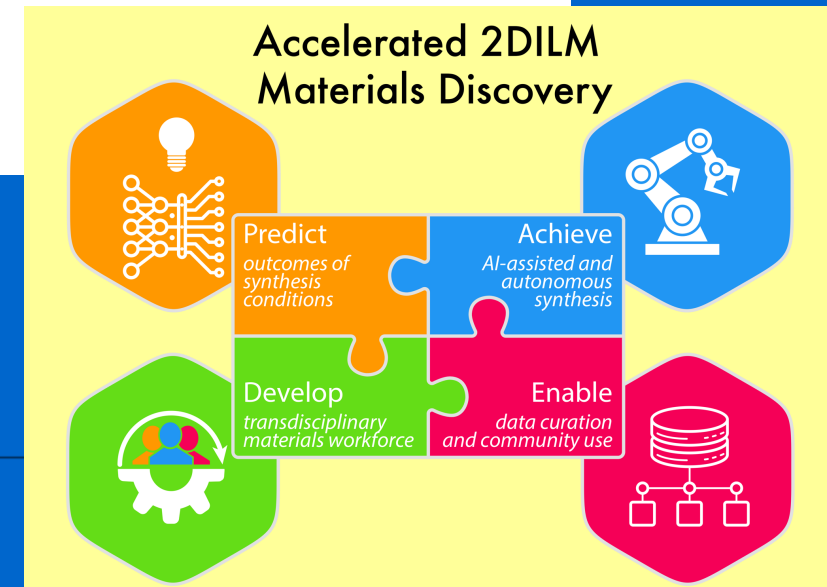 Accelerated 2DILM
Materials Discovery
Predict
outcomes of
synthesis
conditions
Achieve
AI-assisted and
autonomous
synthesis
Develop
transdisciplinary
materials workforce
Enable
data curation
and community use